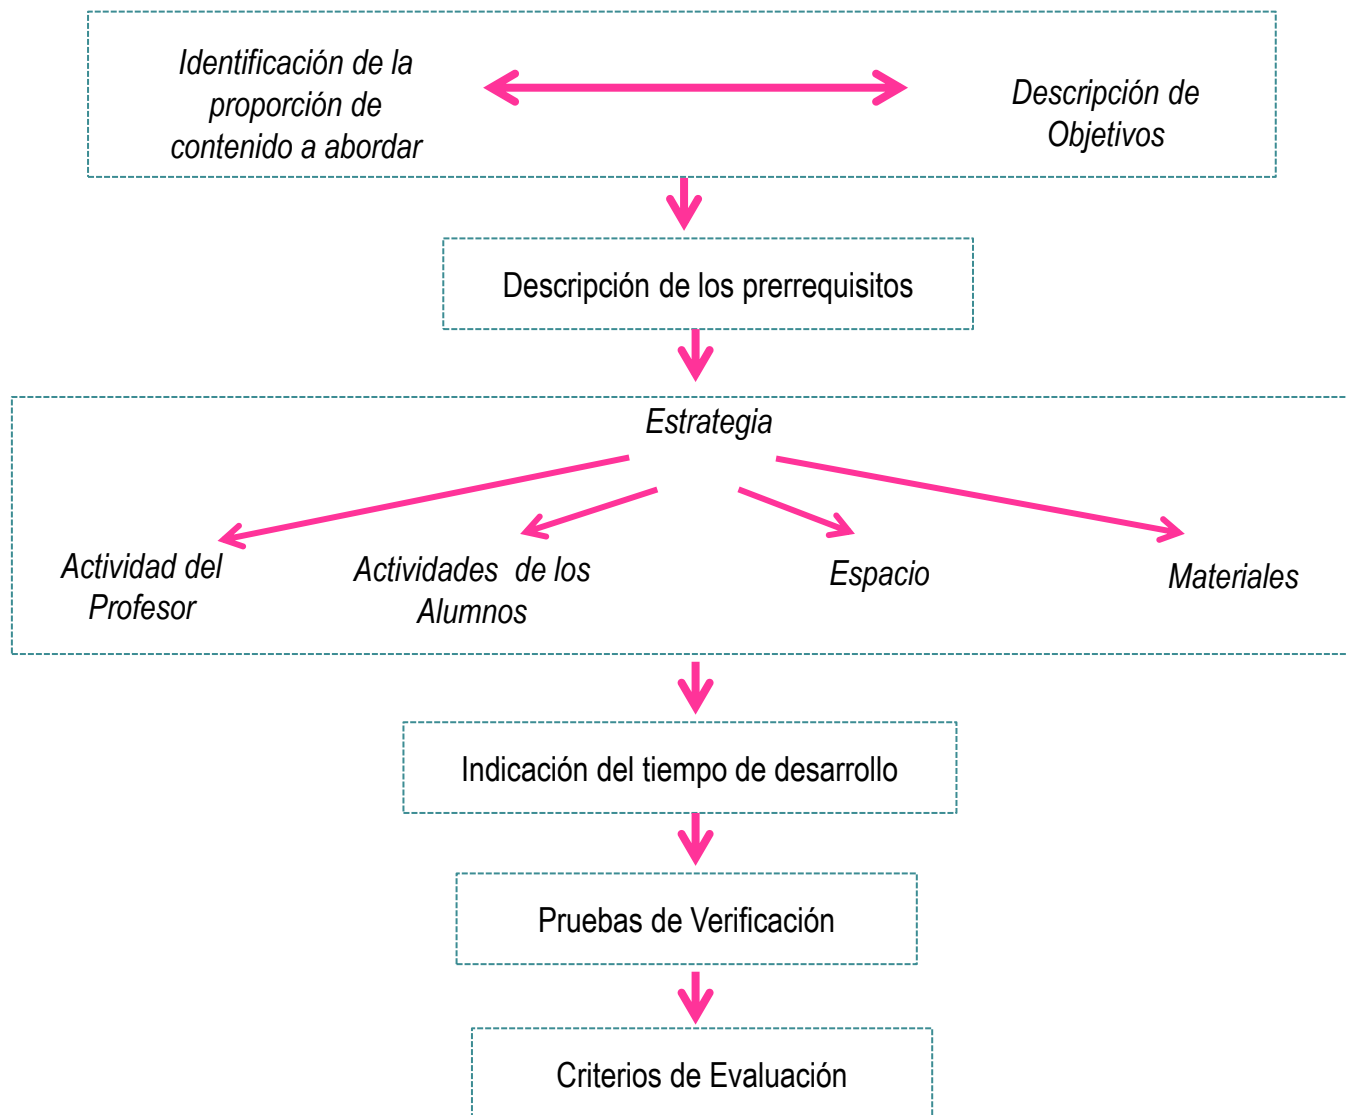 Identificación de la
proporción de
contenido a abordar
Descripción de
Objetivos
Descripción de los prerrequisitos
Estrategia
Actividad del
Profesor
Actividades de los
Alumnos
Espacio
Materiales
Indicación del tiempo de desarrollo
Pruebas de Verificación
Criterios de Evaluación